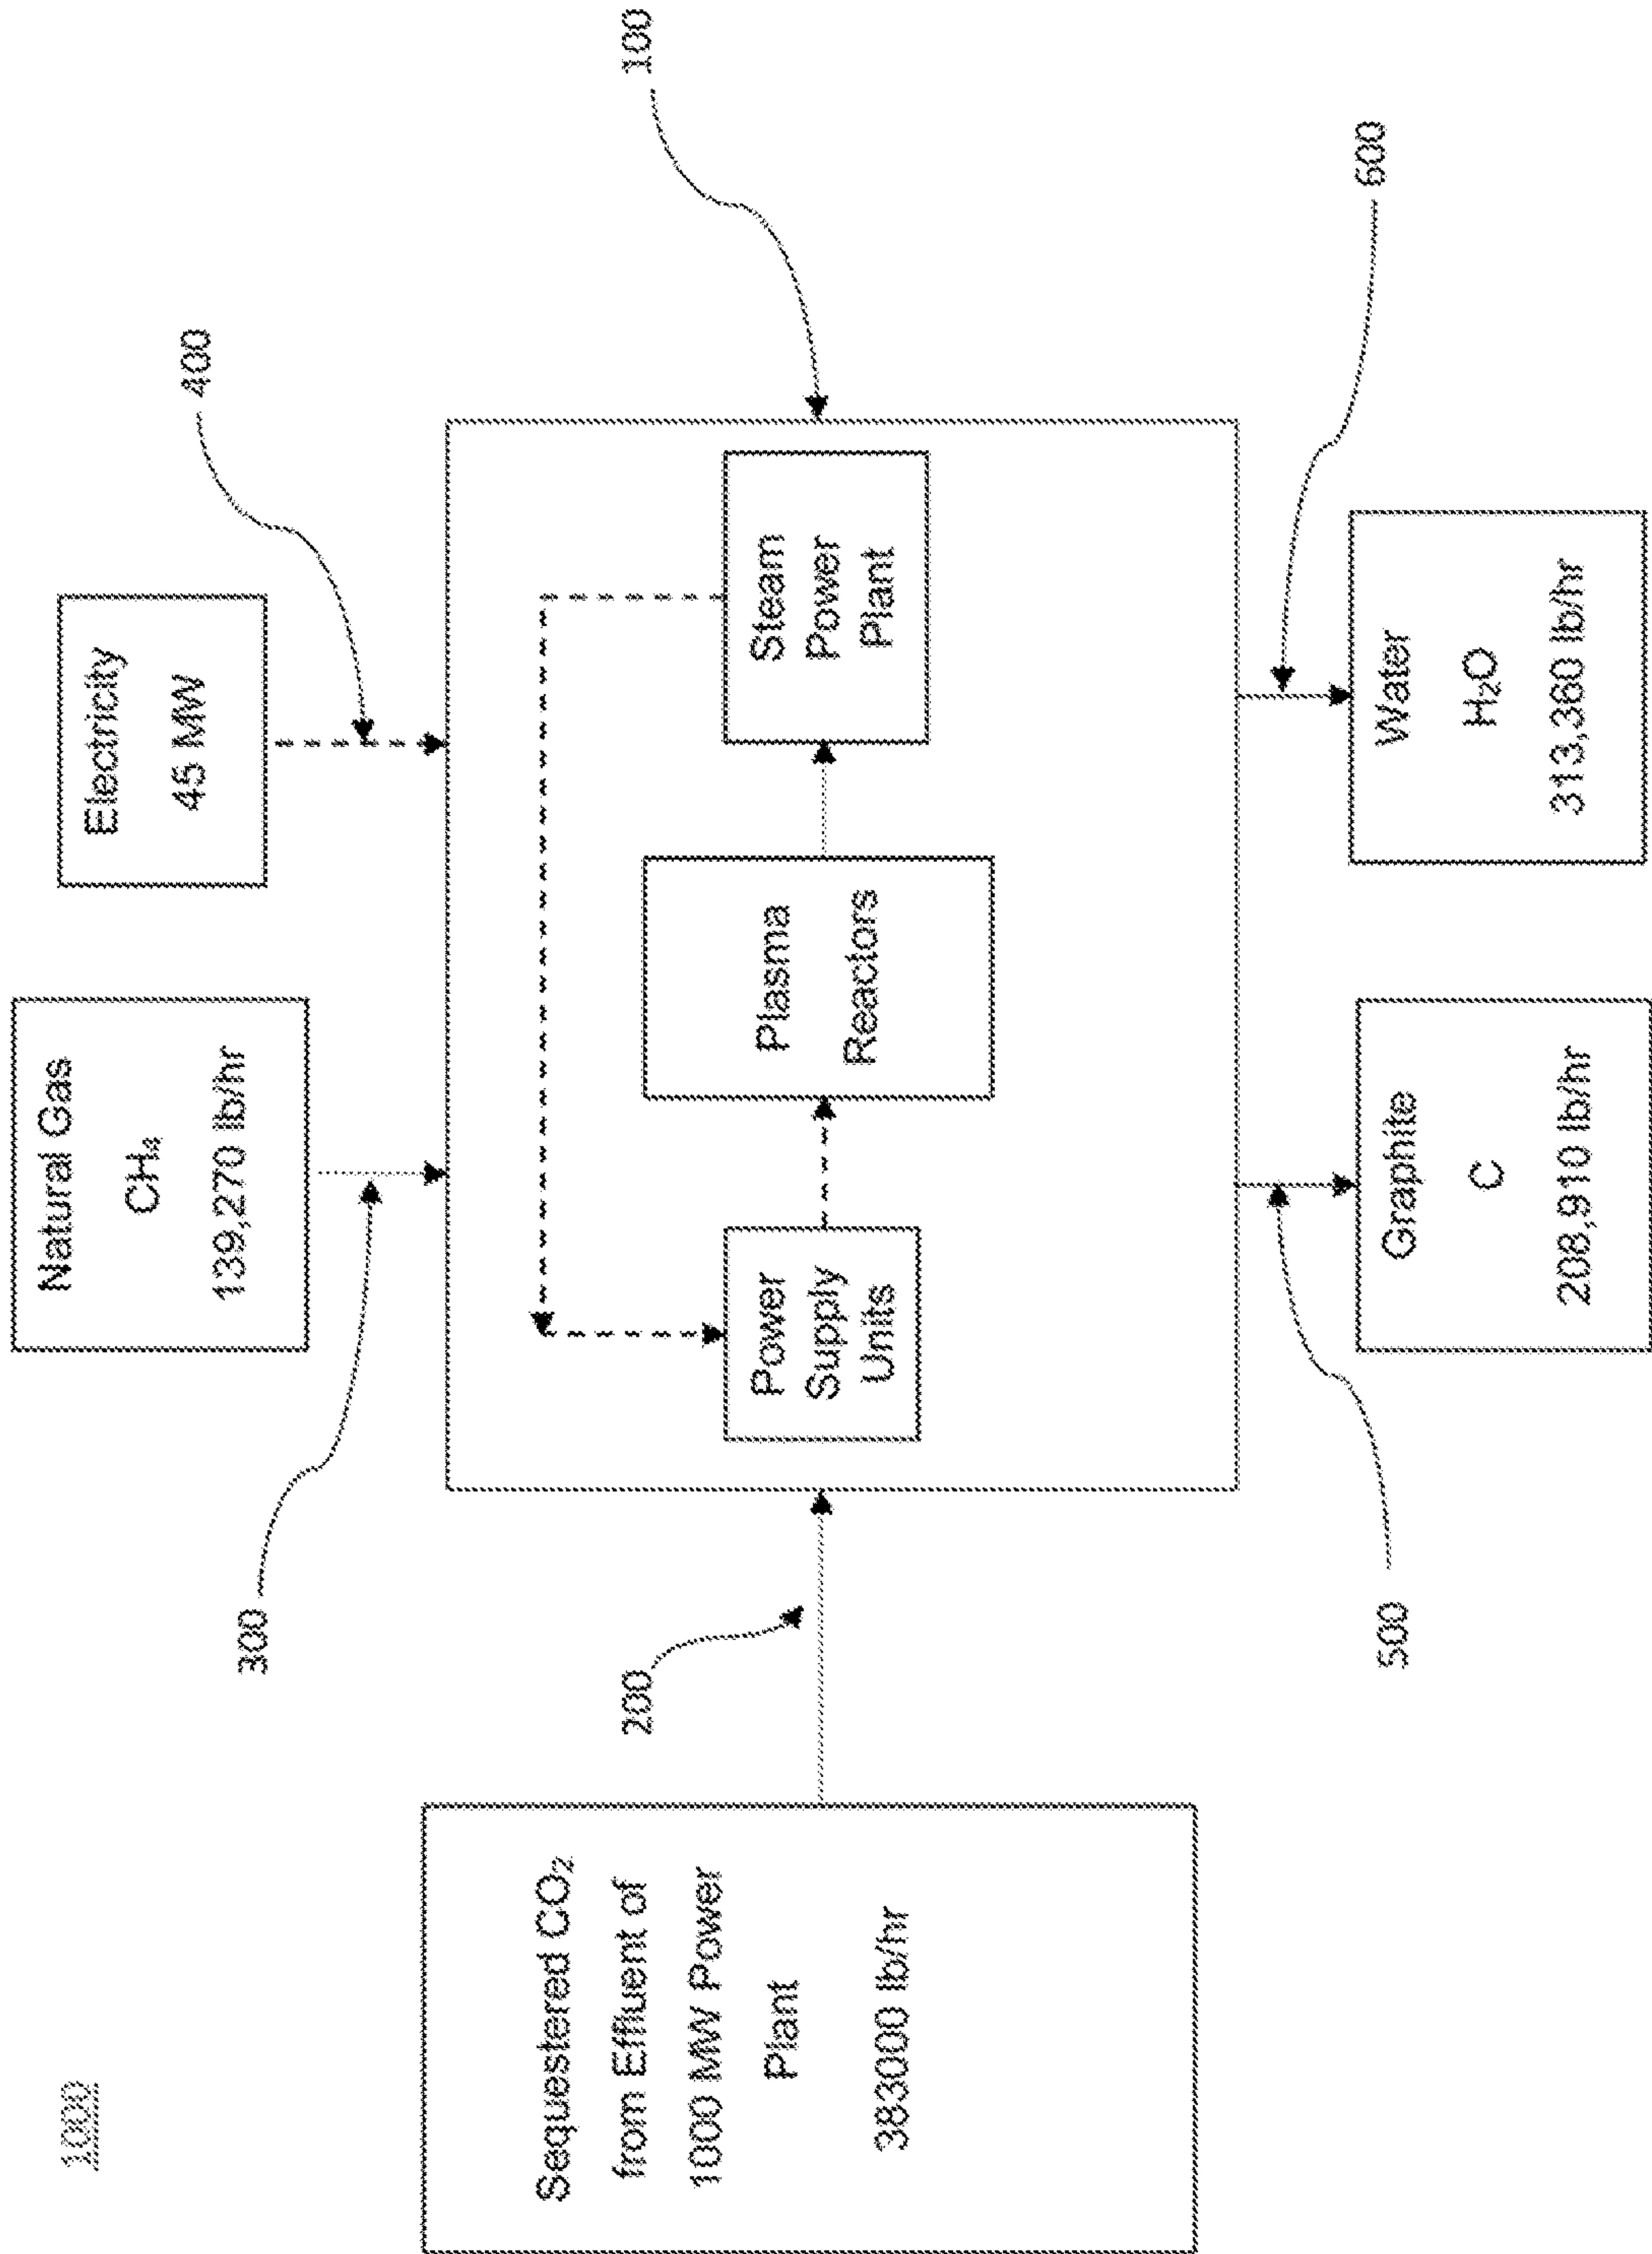 1000
Natural Gas
CH₄
139,270 lb/hr
Electricity
45 MW
300
400
Sequestered CO₂
from Effluent of
1000 MW Power
Plant
383000 lb/hr
200
Power
Supply
Units
Plasma
Reactors
Steam
Power
Plant
100
500
600
Graphite
C
208,910 lb/hr
Water
H₂O
313,360 lb/hr